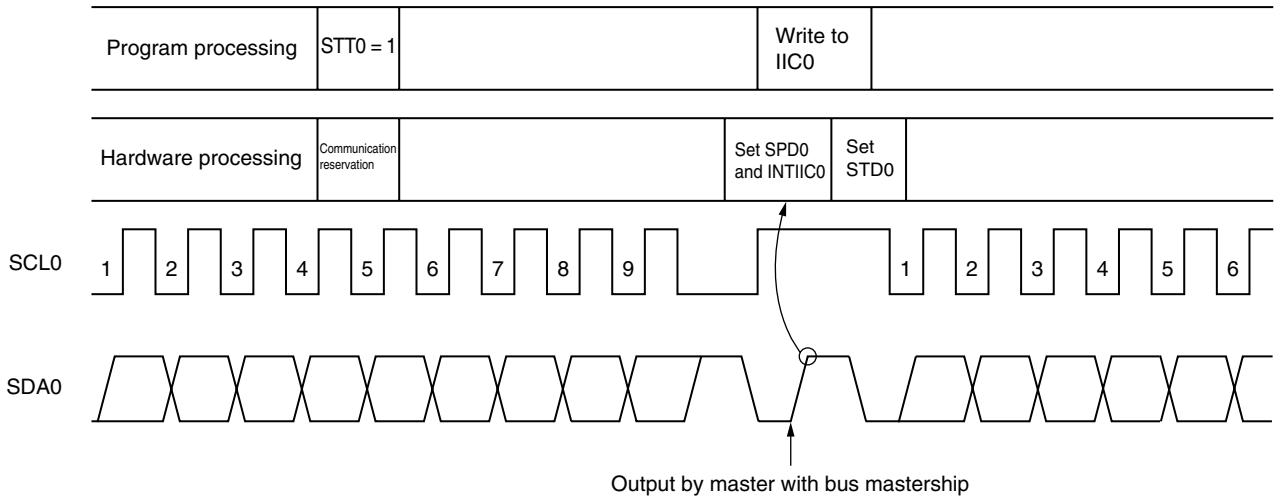 Program processing
STT0 = 1
Write to
IIC0
Hardware processing
Communication
reservation
Set SPD0
and INTIIC0
Set
STD0
SCL0
1 2 3 4 5 6 7 8 9 1 2 3 4 5 6
SDA0
Output by master with bus mastership